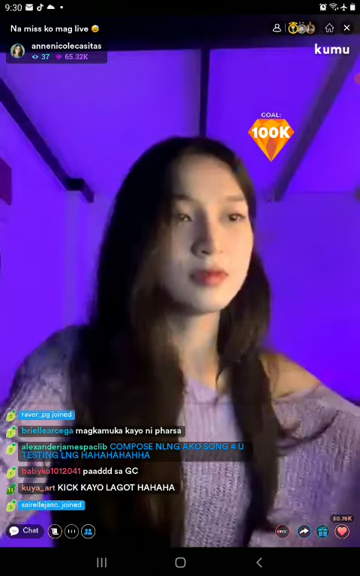 9:30
Na miss ko mag live 😄
annenicolecasitas
37 65.32K
kumu
GOAL:
100K
raver_pg joined
briellearcega magkamuka kayo ni pharsa
alexanderjamespaclib COMPOSE NLNG AKO SONG 4 U
TESTING LNG HAHAHAHAHHA
babyko1012041 paaddd sa GC
kuya_art KICK KAYO LAGOT HAHAHA
sairellejanc. joined
Chat
50.76K